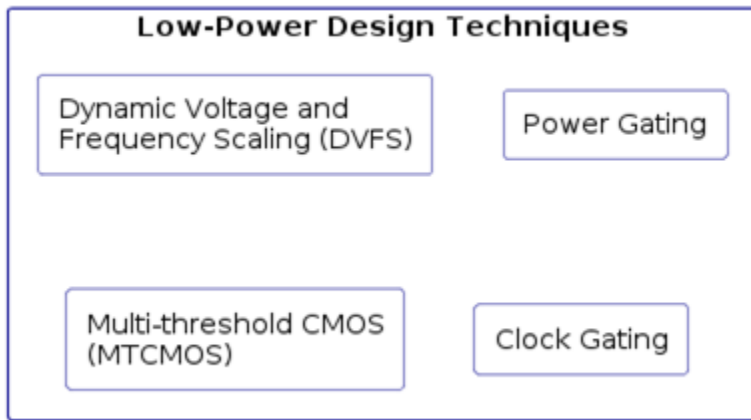 Low-Power Design Techniques
Dynamic Voltage and
Frequency Scaling (DVFS)
Power Gating
Multi-threshold CMOS
(MTCMOS)
Clock Gating